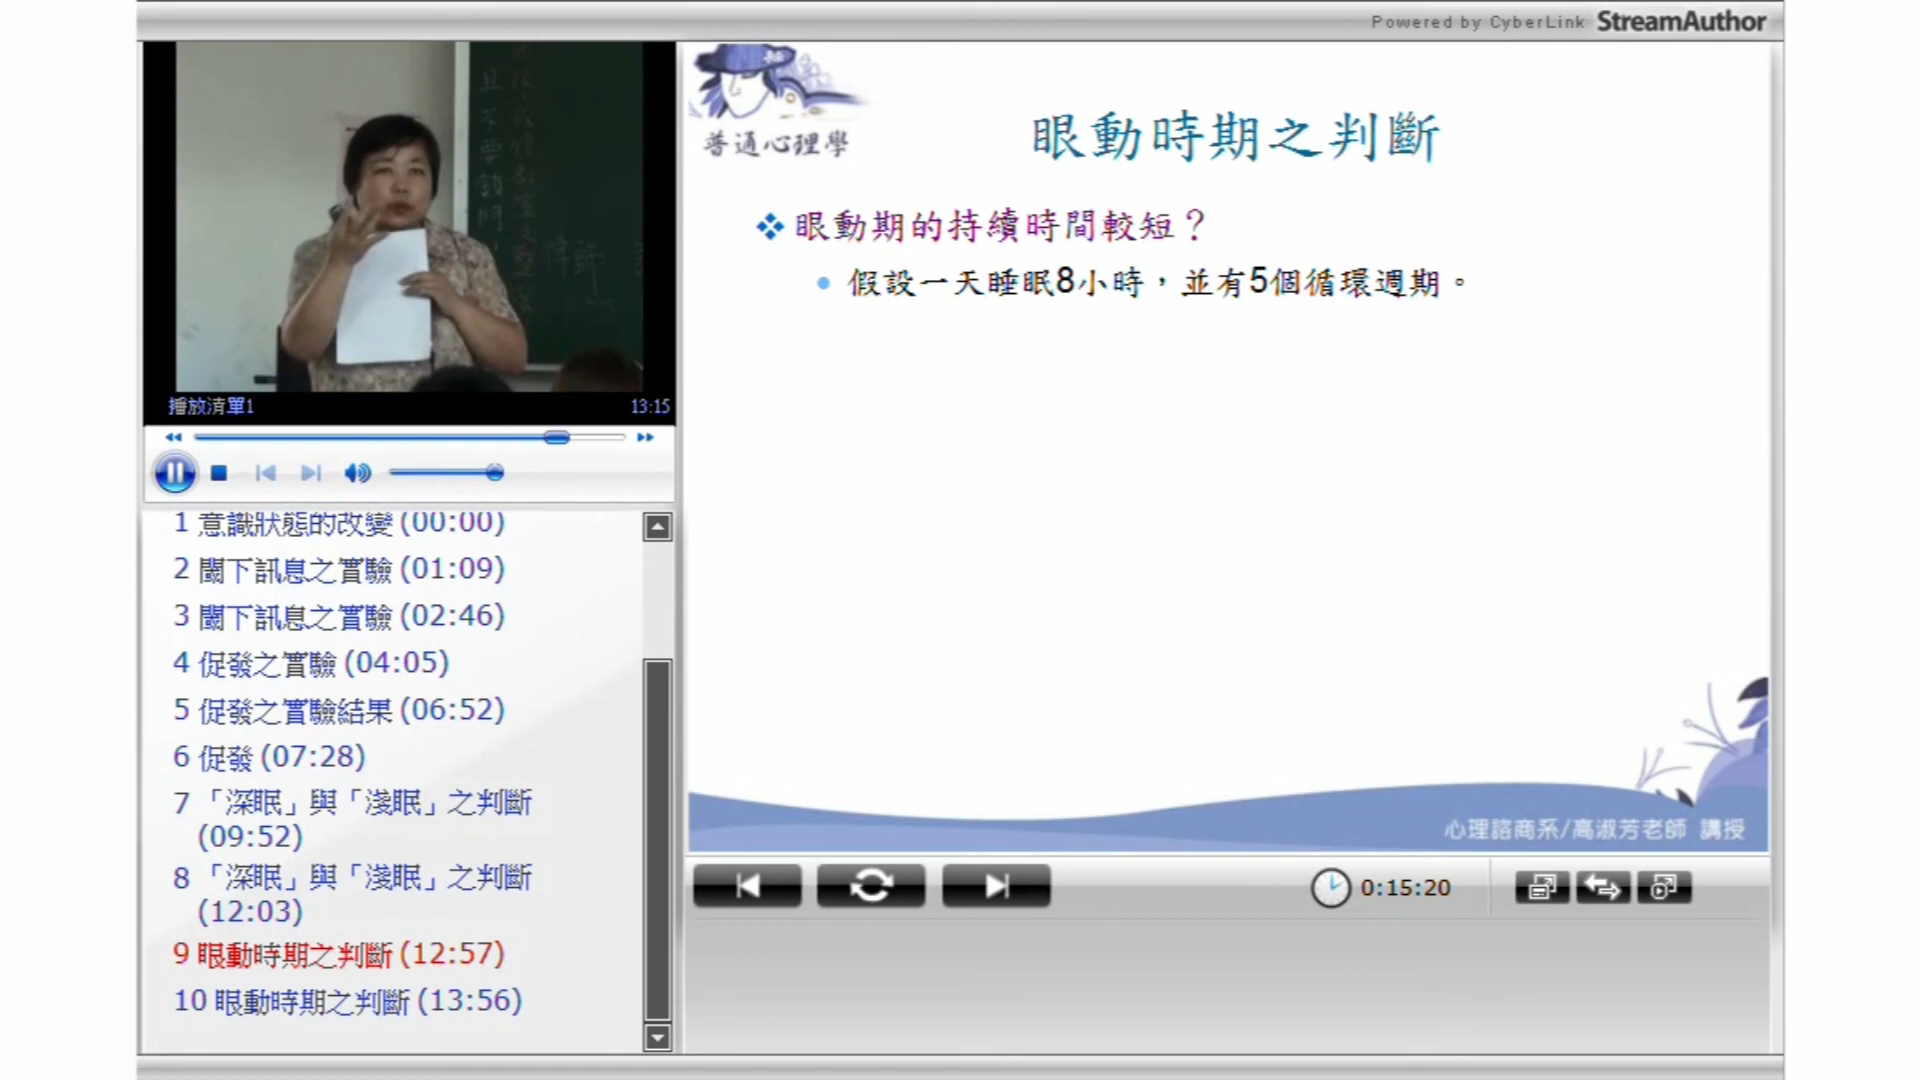 Powered by CyberLink StreamAuthor
且不要鎖門
律師
播放清單1
13:15
1 意識狀態的改變 (00:00)
2 閾下訊息之實驗 (01:09)
3 閾下訊息之實驗 (02:46)
4 促發之實驗 (04:05)
5 促發之實驗結果 (06:52)
6 促發 (07:28)
7 「深眠」與「淺眠」之判斷
(09:52)
8 「深眠」與「淺眠」之判斷
(12:03)
9 眼動時期之判斷 (12:57)
10 眼動時期之判斷 (13:56)
普通心理學
眼動時期之判斷
眼動期的持續時間較短？
假設一天睡眠8小時，並有5個循環週期。
心理諮商系/高淑芳老師 講授
0:15:20